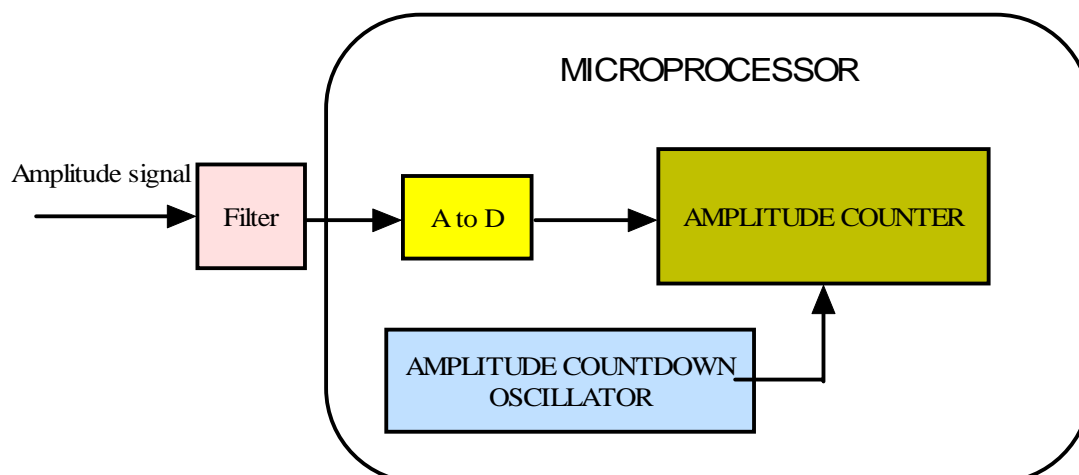 MICROPROCESSOR
Amplitude signal
Filter
A to D
AMPLITUDE COUNTER
AMPLITUDE COUNTDOWN
OSCILLATOR